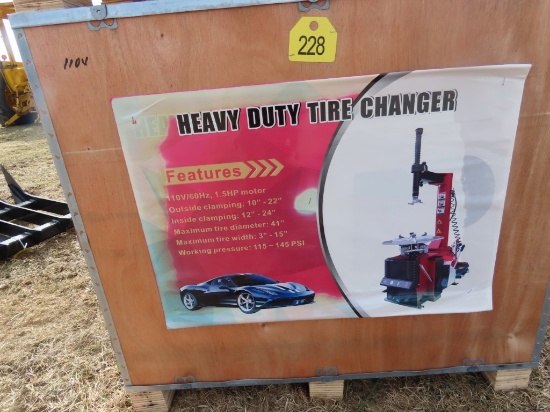 228
110V
HEAVY DUTY TIRE CHANGER
Features
110V/60Hz, 1.5HP motor
Outside clamping: 10" - 22"
Inside clamping: 12" - 24"
Maximum tire diameter: 41"
Maximum tire width: 3" - 15"
Working pressure: 115 - 145 PSI